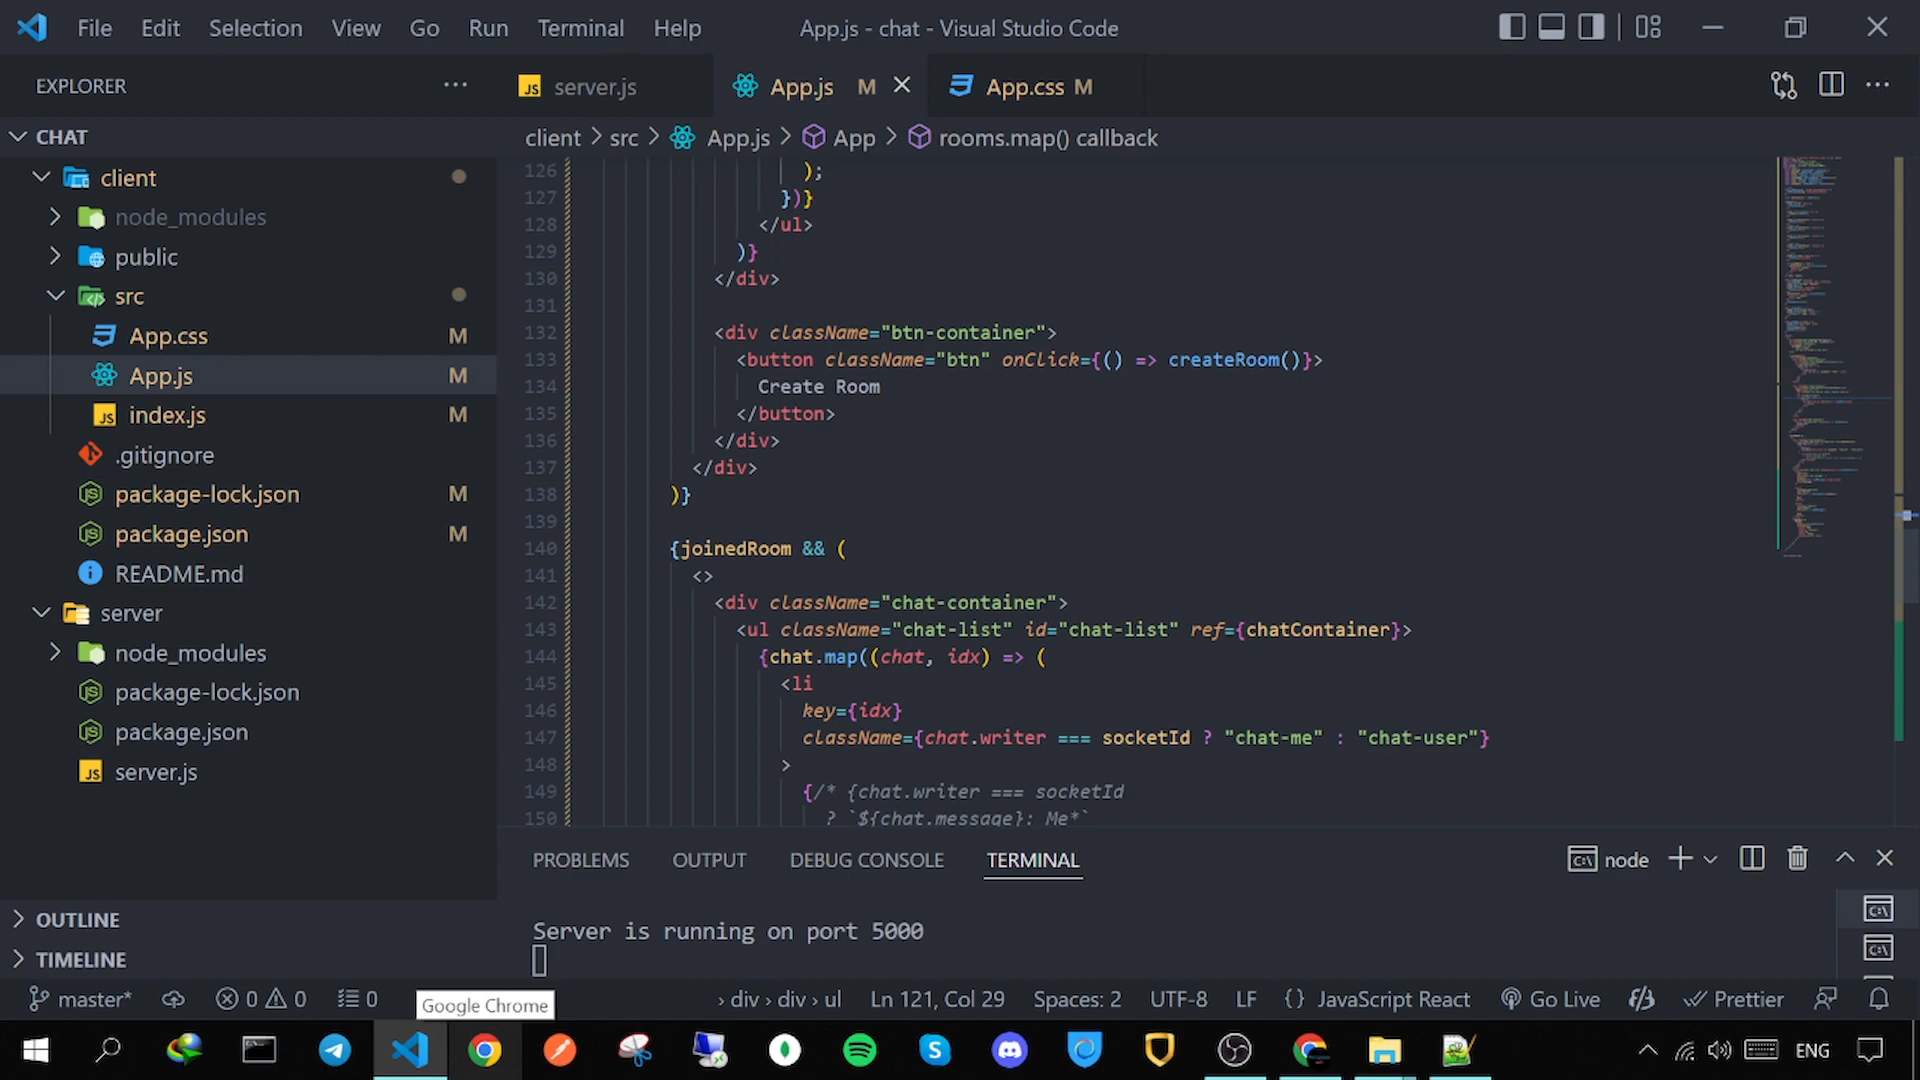 File Edit Selection View Go Run Terminal Help
App.js - chat - Visual Studio Code
EXPLORER
server.js
App.js M
App.css M
CHAT
client > src > App.js > App > rooms.map() callback
client
node_modules
public
src
App.css M
App.js M
index.js M
.gitignore
package-lock.json M
package.json M
README.md
server
node_modules
package-lock.json
package.json
server.js
OUTLINE
TIMELINE
126 );
127 })}
128 </ul>
129 )}
130 </div>
131
132 <div className="btn-container">
133 <button className="btn" onClick={() => createRoom()}>
134 Create Room
135 </button>
136 </div>
137 </div>
138 )}
139
140 {joinedRoom && (
141 <>
142 <div className="chat-container">
143 <ul className="chat-list" id="chat-list" ref={chatContainer}>
144 {chat.map((chat, idx) => (
145 <li
146 key={idx}
147 className={chat.writer === socketId ? "chat-me" : "chat-user"}
148 >
149 {/* {chat.writer === socketId
150 ? `${chat.message}: Me*`
PROBLEMS OUTPUT DEBUG CONSOLE TERMINAL
node
Server is running on port 5000
master* 0 0 0
Google Chrome
› div › div › ul Ln 121, Col 29 Spaces: 2 UTF-8 LF {} JavaScript React Go Live Prettier
ENG